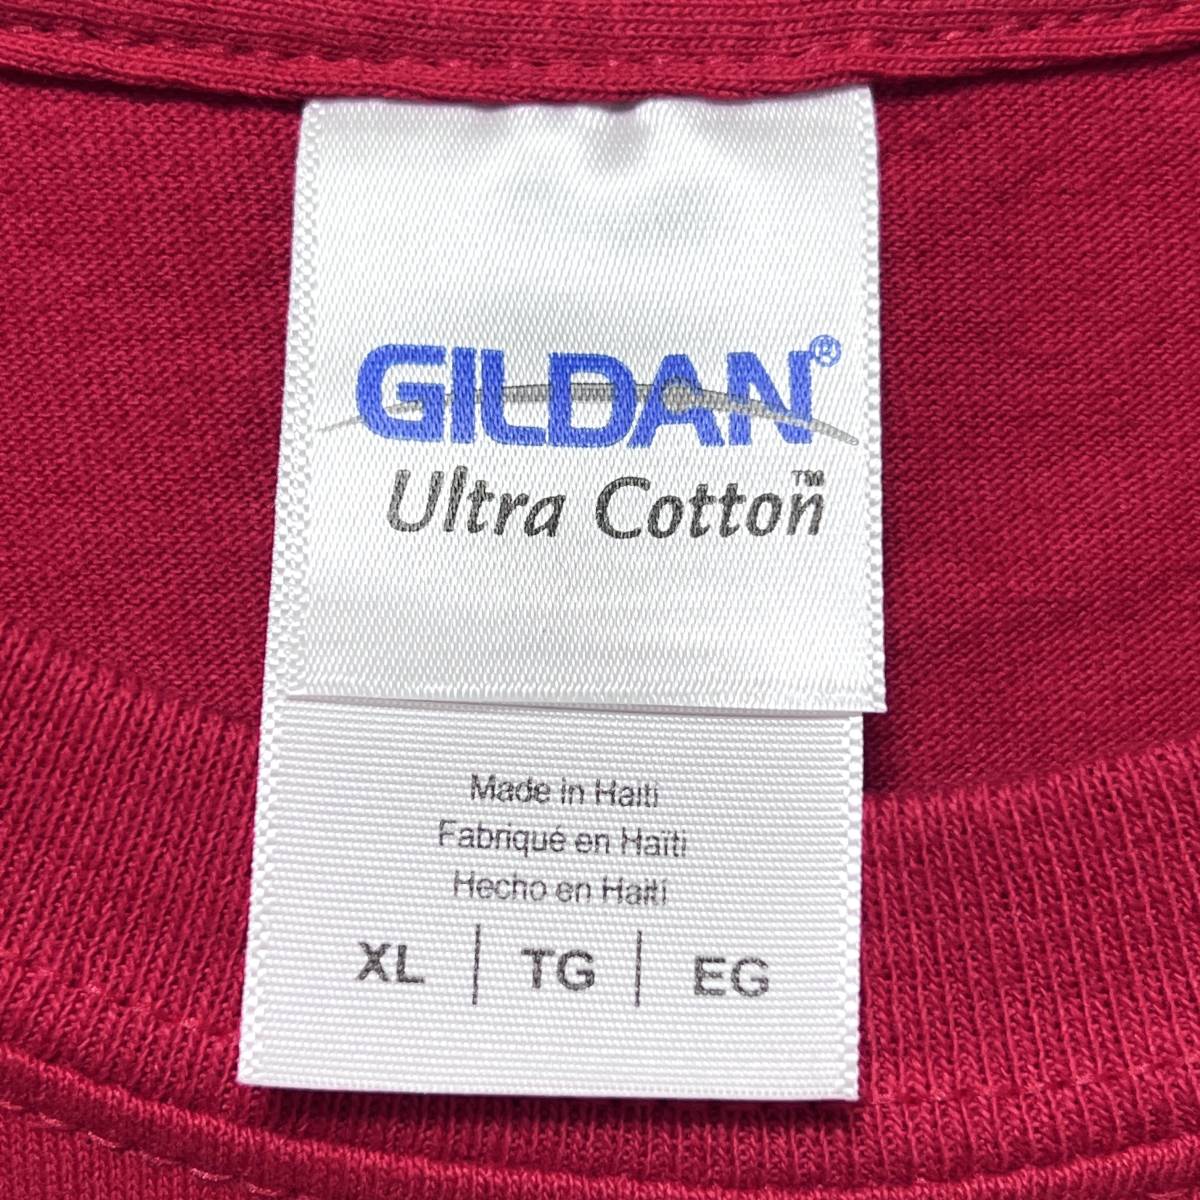 GILDAN®
Ultra Cotton™
Made in Haiti
Fabriqué en Haïti
Hecho en Haití
XL | TG | EG